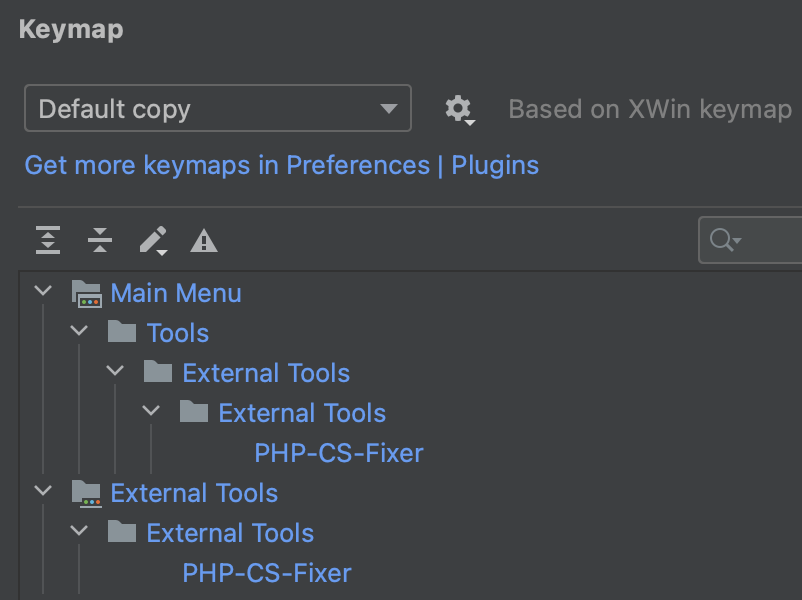 Keymap
Default copy
Based on XWin keymap
Get more keymaps in Preferences | Plugins
Main Menu
Tools
External Tools
External Tools
PHP-CS-Fixer
External Tools
External Tools
PHP-CS-Fixer